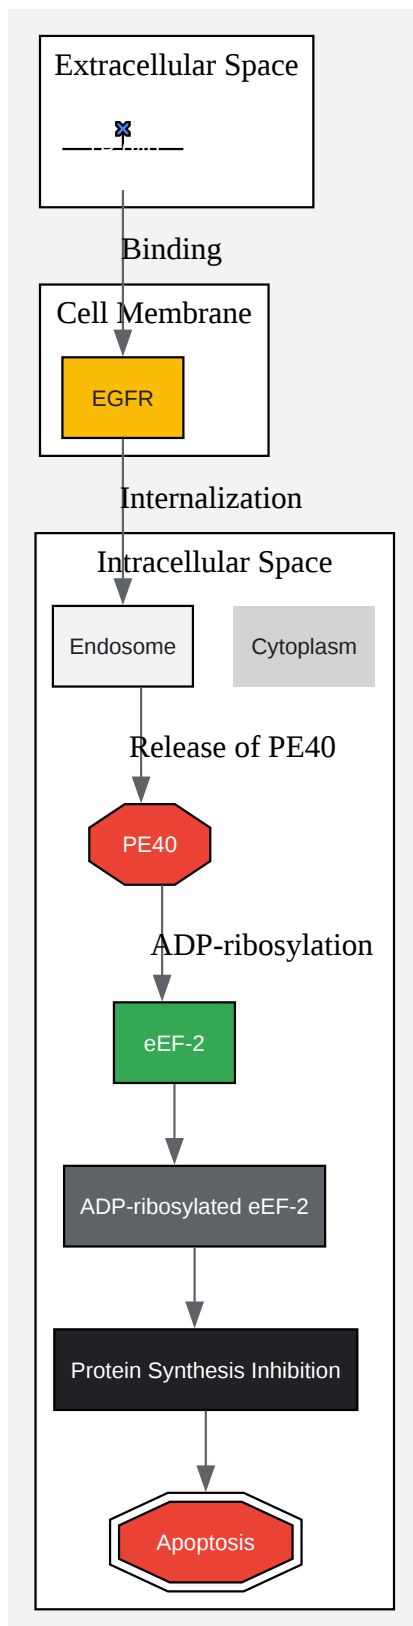 Extracellular Space
Binding
Cell Membrane
EGFR
Internalization
Intracellular Space
Endosome
Cytoplasm
Release of PE40
PE40
ADP-ribosylation
eEF-2
ADP-ribosylated eEF-2
Protein Synthesis Inhibition
Apoptosis